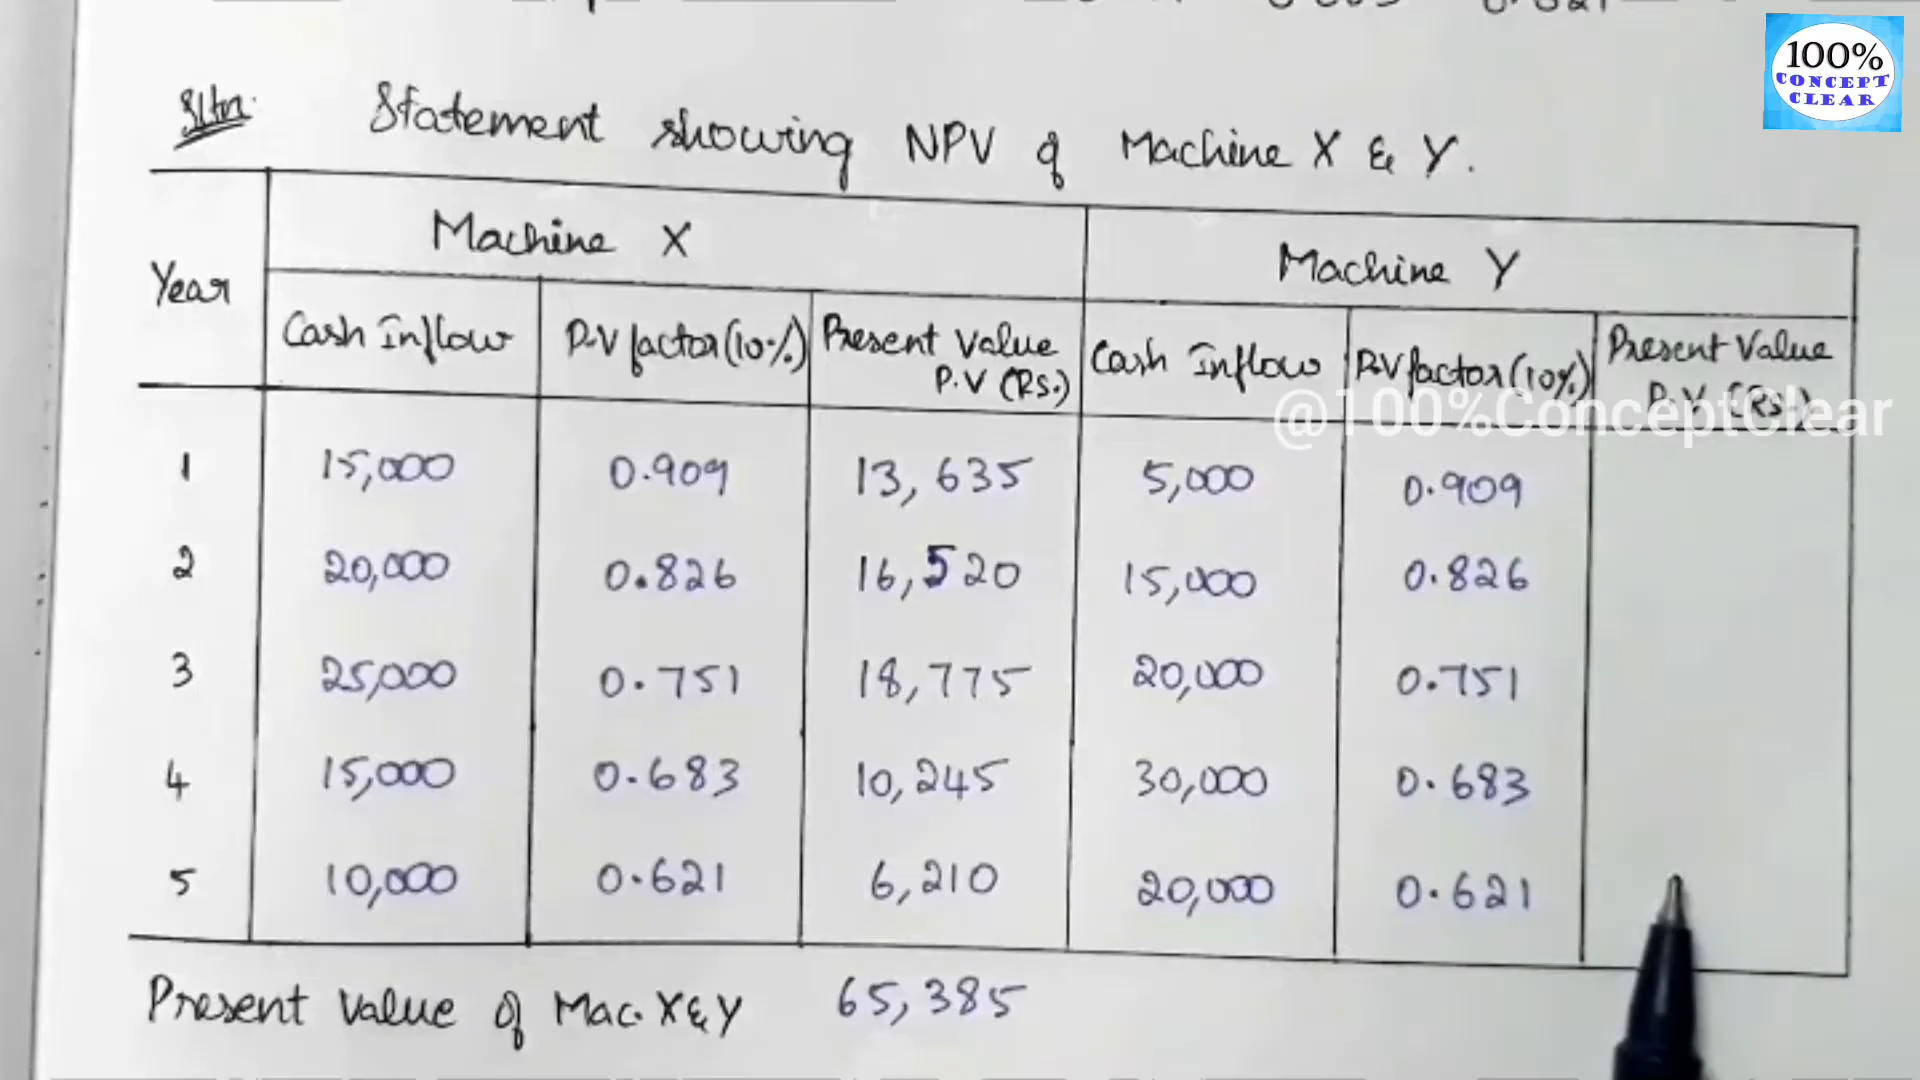 100%
CONCEPT
CLEAR
Sltn.
Statement showing NPV of Machine X & Y.
Year
Machine X
Machine Y
Cash Inflow P.V factor (10%) Present Value P.V (Rs.) Cash Inflow P.V factor (10%) Present Value P.V (Rs.)
@100%ConceptClear
1 15,000 0.909 13,635 5,000 0.909
2 20,000 0.826 16,520 15,000 0.826
3 25,000 0.751 18,775 20,000 0.751
4 15,000 0.683 10,245 30,000 0.683
5 10,000 0.621 6,210 20,000 0.621
Present Value of Mac. X & Y 65,385